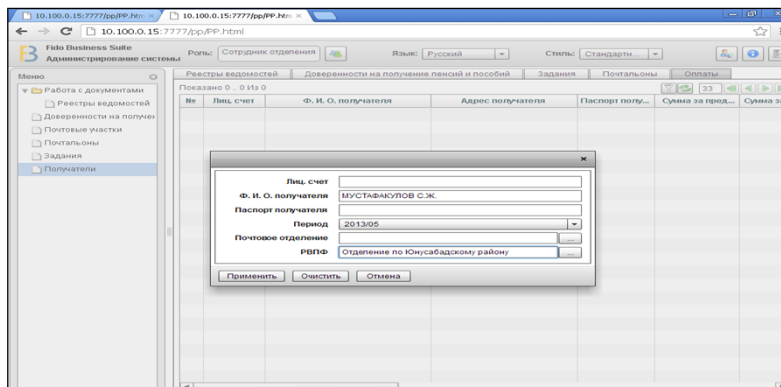 10.100.0.15:7777/pp/PP.htm × 10.100.0.15:7777/pp/PP.htm ×
10.100.0.15:7777/pp/PP.html
Fido Business Suite
Администрирование системы
Роль: Сотрудник отделения Язык: Русский Стиль: Стандартн...
Меню
Реестры ведомостей Доверенности на получение пенсий и пособий Задания Почтальоны Оплаты
Работа с документами
Показано 0 .. 0 Из 0 33
Реестры ведомостей
№ Лиц. счет Ф. И. О. получателя Адрес получателя Паспорт полу... Сумма за пред... Сумма з
Доверенности на получен
Почтовые участки
Почтальоны
Задания
Получатели
Лиц. счет
Ф. И. О. получателя МУСТАФАКУЛОВ С.Ж.
Паспорт получателя
Период 2013/05
Почтовое отделение ...
РВПФ Отделение по Юнусабадскому району ...
Применить Очистить Отмена